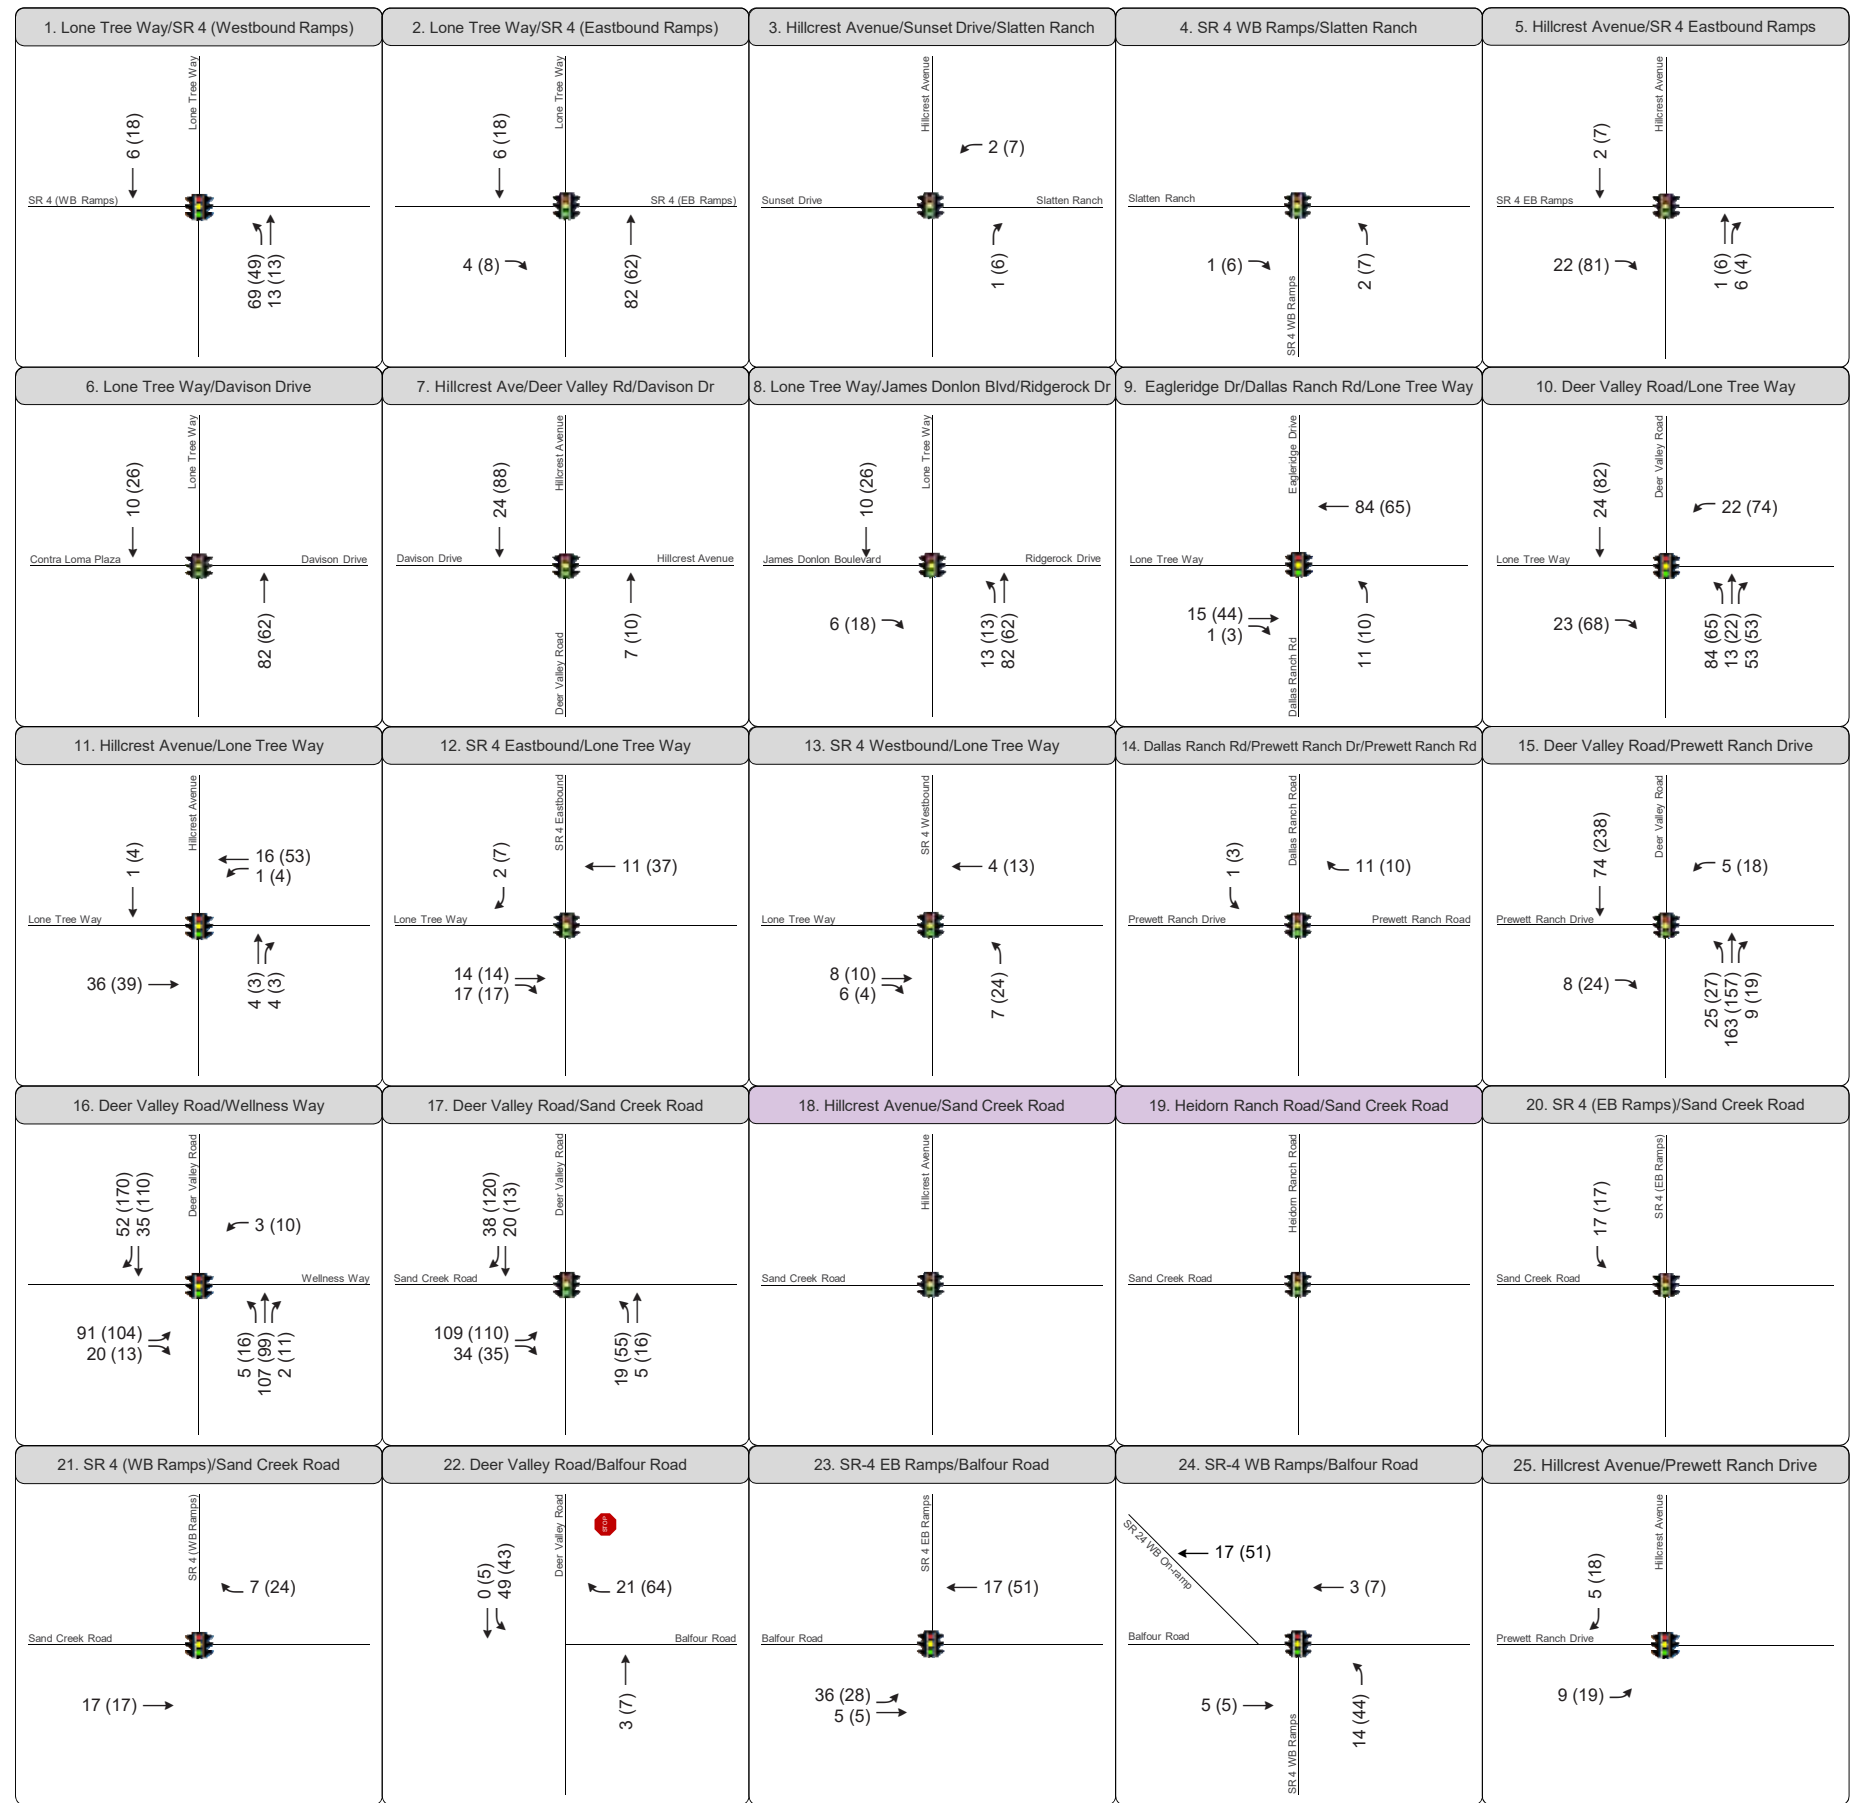 1. Lone Tree Way/SR 4 (Westbound Ramps)
Lone Tree Way
6 (18)
SR 4 (WB Ramps)
69 (49)
13 (13)
2. Lone Tree Way/SR 4 (Eastbound Ramps)
Lone Tree Way
6 (18)
SR 4 (EB Ramps)
4 (8)
82 (62)
3. Hillcrest Avenue/Sunset Drive/Slatten Ranch
Hillcrest Avenue
2 (7)
Sunset Drive
Slatten Ranch
1 (6)
4. SR 4 WB Ramps/Slatten Ranch
Slatten Ranch
1 (6)
SR 4 WB Ramps
2 (7)
5. Hillcrest Avenue/SR 4 Eastbound Ramps
Hillcrest Avenue
2 (7)
SR 4 EB Ramps
22 (81)
1 (6)
6 (4)
6. Lone Tree Way/Davison Drive
Lone Tree Way
10 (26)
Contra Loma Plaza
Davison Drive
82 (62)
7. Hillcrest Ave/Deer Valley Rd/Davison Dr
Hillcrest Avenue
24 (88)
Davison Drive
Hillcrest Avenue
Deer Valley Road
7 (10)
8. Lone Tree Way/James Donlon Blvd/Ridgerock Dr
Lone Tree Way
10 (26)
James Donlon Boulevard
Ridgerock Drive
6 (18)
13 (13)
82 (62)
9. Eagleridge Dr/Dallas Ranch Rd/Lone Tree Way
Eagleridge Drive
84 (65)
Lone Tree Way
15 (44)
1 (3)
Dallas Ranch Rd
11 (10)
10. Deer Valley Road/Lone Tree Way
Deer Valley Road
24 (82)
22 (74)
Lone Tree Way
23 (68)
84 (65)
13 (22)
53 (53)
11. Hillcrest Avenue/Lone Tree Way
Hillcrest Avenue
1 (4)
16 (53)
1 (4)
Lone Tree Way
36 (39)
4 (3)
4 (3)
12. SR 4 Eastbound/Lone Tree Way
SR 4 Eastbound
2 (7)
11 (37)
Lone Tree Way
14 (14)
17 (17)
13. SR 4 Westbound/Lone Tree Way
SR 4 Westbound
4 (13)
Lone Tree Way
8 (10)
6 (4)
7 (24)
14. Dallas Ranch Rd/Prewett Ranch Dr/Prewett Ranch Rd
Dallas Ranch Road
1 (3)
11 (10)
Prewett Ranch Drive
Prewett Ranch Road
15. Deer Valley Road/Prewett Ranch Drive
Deer Valley Road
74 (238)
5 (18)
Prewett Ranch Drive
8 (24)
25 (27)
163 (157)
9 (19)
16. Deer Valley Road/Wellness Way
Deer Valley Road
52 (170)
35 (110)
3 (10)
Wellness Way
91 (104)
20 (13)
5 (16)
107 (99)
2 (11)
17. Deer Valley Road/Sand Creek Road
Deer Valley Road
38 (120)
20 (13)
Sand Creek Road
109 (110)
34 (35)
19 (55)
5 (16)
18. Hillcrest Avenue/Sand Creek Road
Hillcrest Avenue
Sand Creek Road
19. Heidorn Ranch Road/Sand Creek Road
Heidorn Ranch Road
Sand Creek Road
20. SR 4 (EB Ramps)/Sand Creek Road
SR 4 (EB Ramps)
17 (17)
Sand Creek Road
21. SR 4 (WB Ramps)/Sand Creek Road
SR 4 (WB Ramps)
7 (24)
Sand Creek Road
17 (17)
22. Deer Valley Road/Balfour Road
Deer Valley Road
STOP
0 (5)
49 (43)
21 (64)
Balfour Road
3 (7)
23. SR-4 EB Ramps/Balfour Road
SR 4 EB Ramps
17 (51)
Balfour Road
36 (28)
5 (5)
24. SR-4 WB Ramps/Balfour Road
SR 24 WB On-ramp
17 (51)
3 (7)
Balfour Road
5 (5)
SR 4 WB Ramps
14 (44)
25. Hillcrest Avenue/Prewett Ranch Drive
Hillcrest Avenue
5 (18)
Prewett Ranch Drive
9 (19)